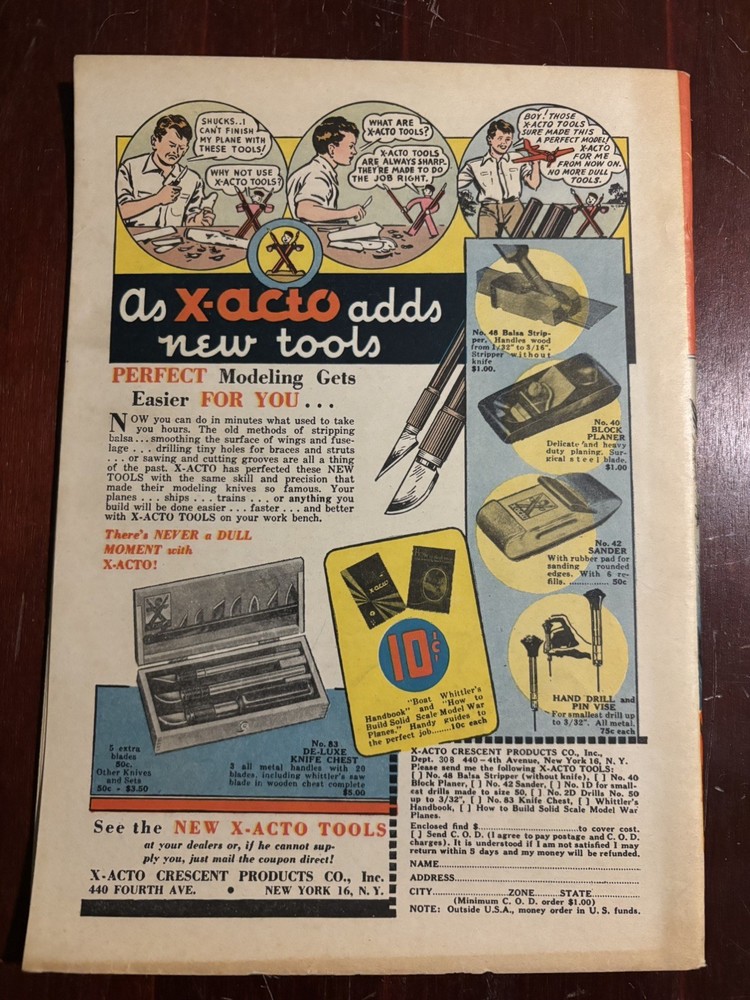 SHUCKS..I
CAN'T FINISH
MY PLANE WITH
THESE TOOLS!
WHY NOT USE
X-ACTO TOOLS?
WHAT ARE
X-ACTO TOOLS?
X-ACTO TOOLS
ARE ALWAYS SHARP.
THEY'RE MADE TO DO
THE JOB RIGHT.
BOY! THOSE
X-ACTO TOOLS
SURE MADE THIS
A PERFECT MODEL!
X-ACTO
FOR ME
FROM NOW ON.
NO MORE DULL
TOOLS.
As X-acto adds
new tools
PERFECT Modeling Gets
Easier FOR YOU...
NOW you can do in minutes what used to take
you hours. The old methods of stripping
balsa...smoothing the surface of wings and fuse-
lage...drilling tiny holes for braces and struts
...or sawing and cutting grooves are all a thing
of the past. X-ACTO has perfected these NEW
TOOLS with the same skill and precision that
made their modeling knives so famous. Your
planes...ships...trains...or anything you
build will be done easier...faster...and better
with X-ACTO TOOLS on your work bench.
There's NEVER a DULL
MOMENT with
X-ACTO!
No. 48 Balsa Strip-
per. Handles wood
from 1/32" to 3/16".
Stripper without
knife
$1.00.
No. 40
BLOCK
PLANER
Delicate and heavy
duty planing. Sur-
gical steel blade.
$1.00
No. 42
SANDER
With rubber pad for
sanding rounded
edges. With 6 re-
fills. ............ 50c
HAND DRILL and
PIN VISE
For smallest drill up
to 3/32". All metal.
75c each
X-acto
10¢
"Boat Whittler's
Handbook" and "How to
Build Solid Scale Model War
Planes." Handy guides to
the perfect job........10c each
5 extra
blades
50c.
Other Knives
and Sets
50c - $3.50
No. 83
DE-LUXE
KNIFE CHEST
3 all metal handles with 20
blades, including whittler's saw
blade in wooden chest complete
$5.00
See the NEW X-ACTO TOOLS
at your dealers or, if he cannot sup-
ply you, just mail the coupon direct!
X-ACTO CRESCENT PRODUCTS CO., Inc.
440 FOURTH AVE. • NEW YORK 16, N. Y.
X-ACTO CRESCENT PRODUCTS CO., Inc.,
Dept. 308 440-4th Avenue, New York 16, N. Y.
Please send me the following X-ACTO TOOLS:
[ ] No. 48 Balsa Stripper (without knife), [ ] No. 40
Block Planer, [ ] No. 42 Sander, [ ] No. 1D for small-
est drills made to size 50, [ ] No. 2D Drills No. 50
up to 3/32", [ ] No. 83 Knife Chest, [ ] Whittler's
Handbook, [ ] How to Build Solid Scale Model War
Planes.
Enclosed find $....................to cover cost.
[ ] Send C. O. D. (I agree to pay postage and C. O. D.
charges). It is understood if I am not satisfied I may
return within 5 days and my money will be refunded.
NAME........................................
ADDRESS........................................
CITY..............ZONE......STATE..............
(Minimum C. O. D. order $1.00)
NOTE: Outside U.S.A., money order in U. S. funds.